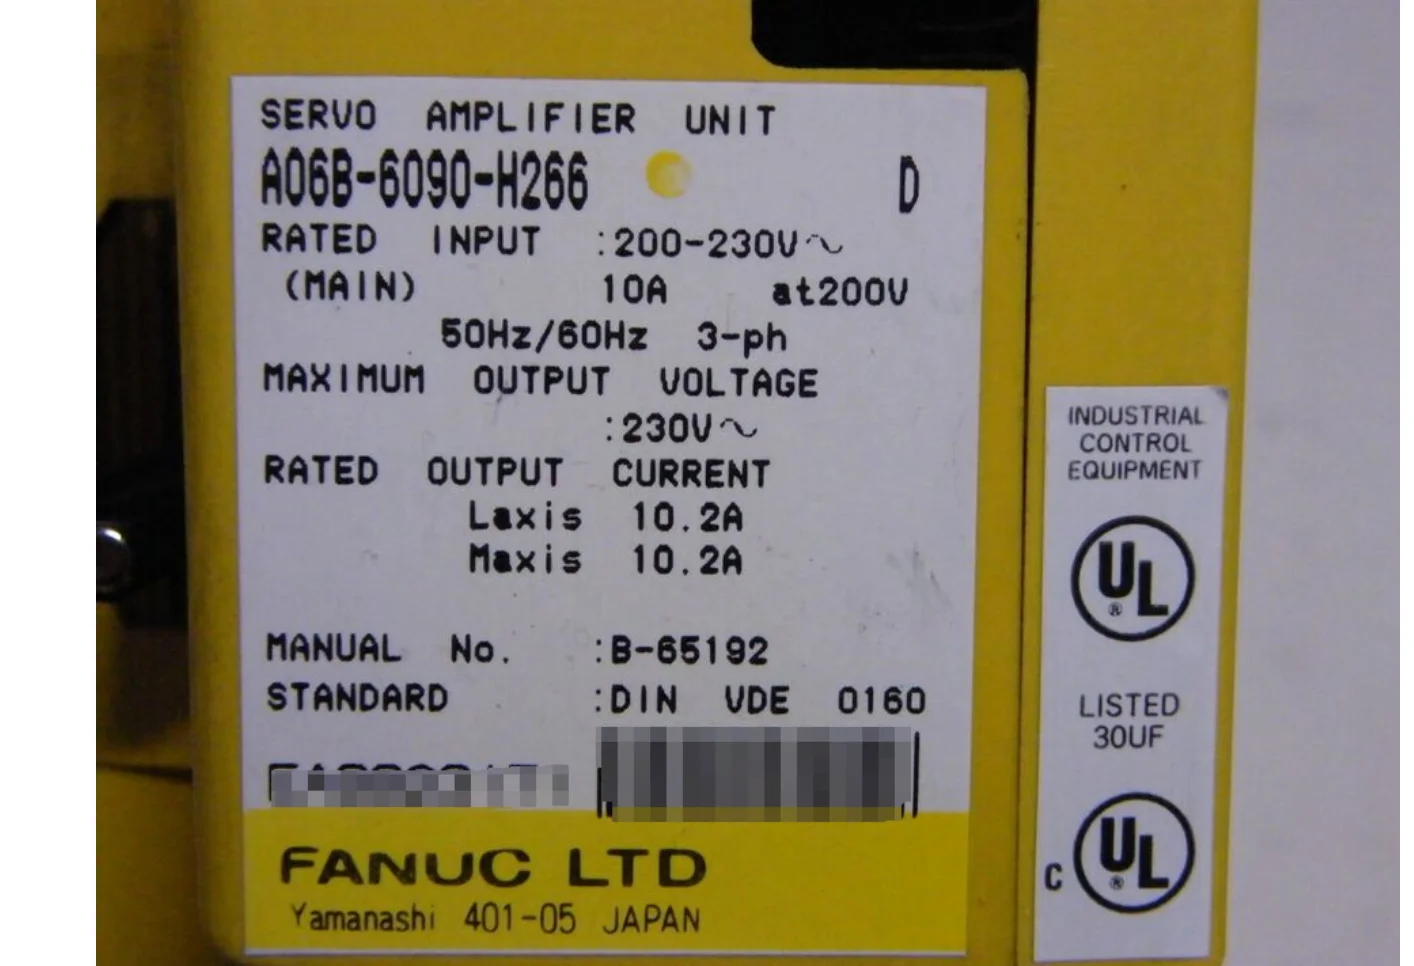 SERVO AMPLIFIER UNIT
A06B-6090-H266 D
RATED INPUT :200-230V~
(MAIN) 10A at200V
50Hz/60Hz 3-ph
MAXIMUM OUTPUT VOLTAGE
:230V~
RATED OUTPUT CURRENT
Laxis 10.2A
Maxis 10.2A
MANUAL No. :B-65192
STANDARD :DIN VDE 0160
FANUC LTD
Yamanashi 401-05 JAPAN
INDUSTRIAL
CONTROL
EQUIPMENT
UL
®
LISTED
30UF
C UL
®